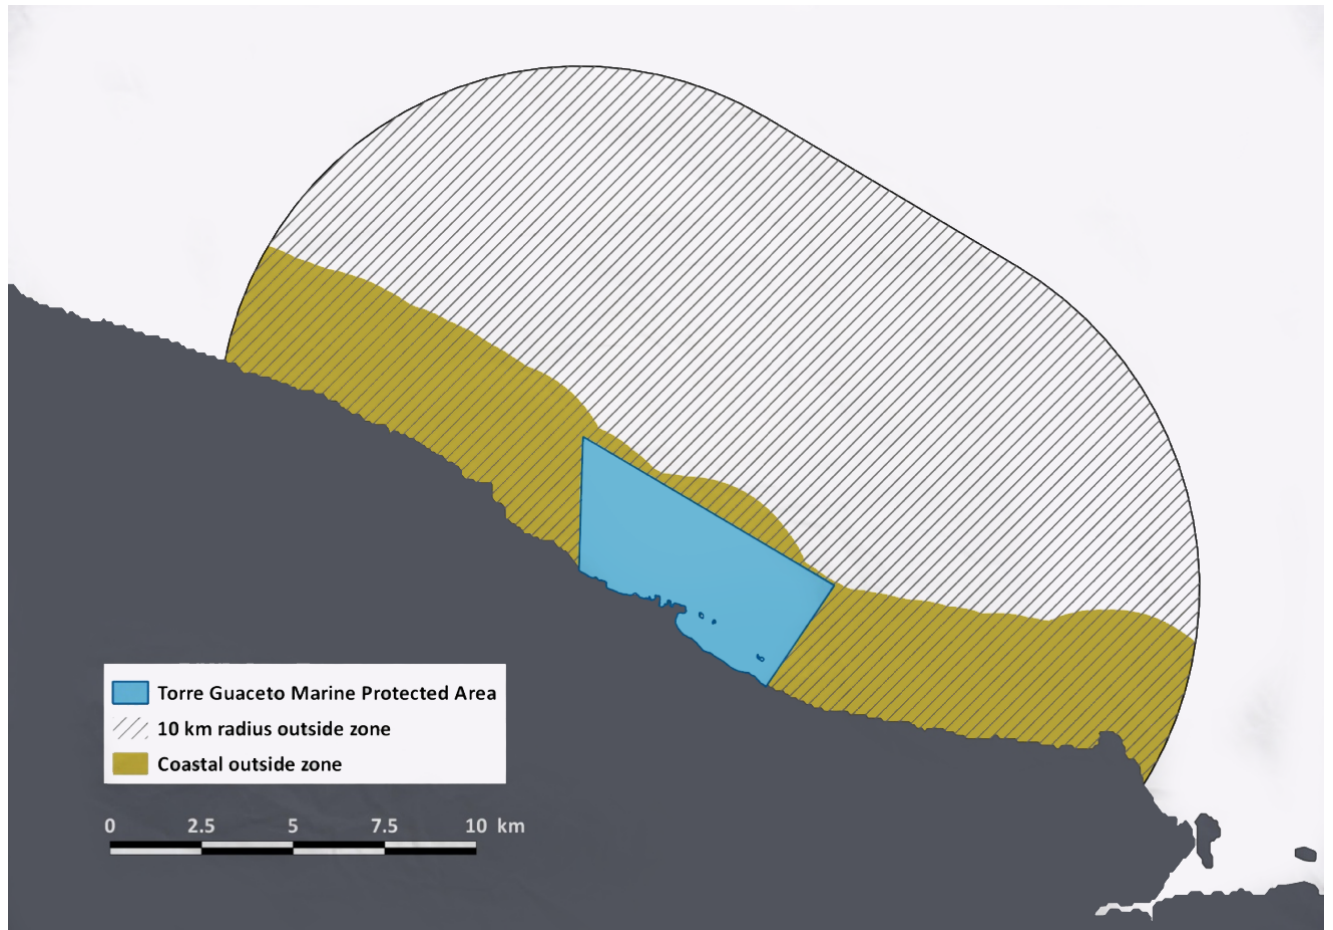 Torre Guaceto Marine Protected Area
10 km radius outside zone
Coastal outside zone
0 2.5 5 7.5 10 km